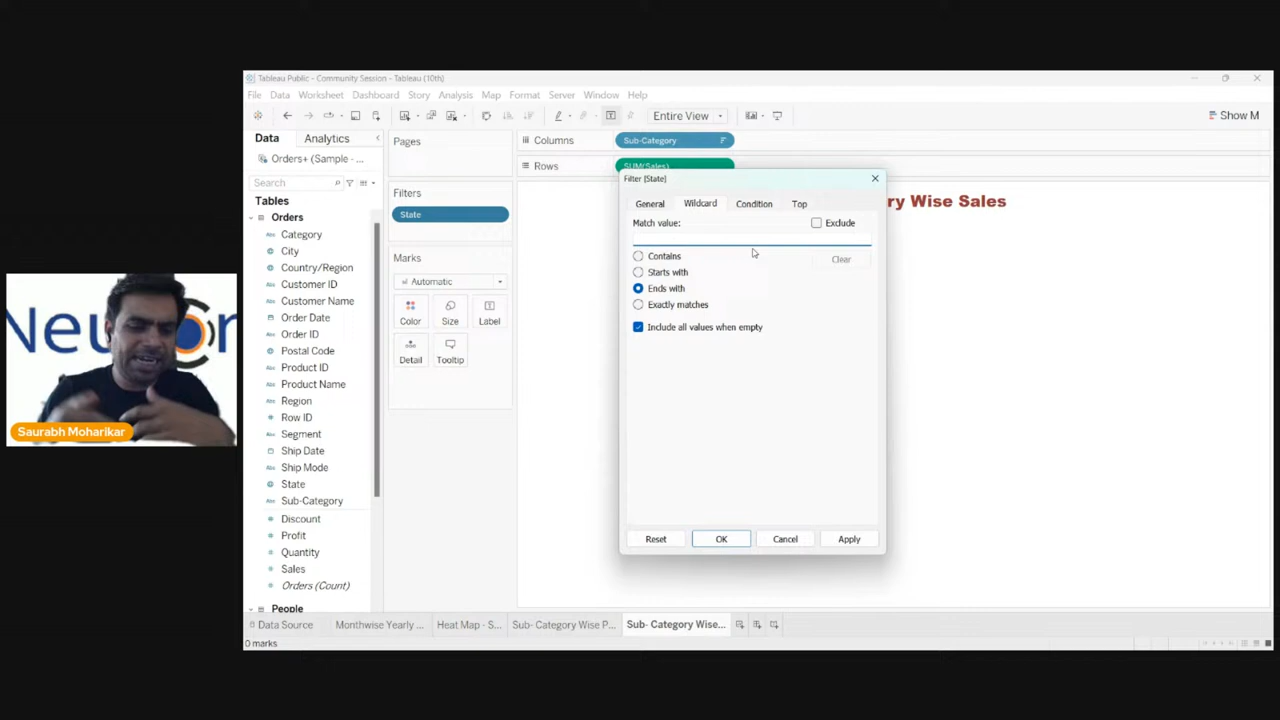 Tableau Public - Community Session - Tableau (10th)
File Data Worksheet Dashboard Story Analysis Map Format Server Window Help
Entire View
Show M
Data Analytics
Pages
Columns
Sub-Category
Orders+ (Sample - ...
Rows
SUM(Sales)
Search
Filter [State]
Filters
Tables
General Wildcard Condition Top
ry Wise Sales
State
Orders
Match value:
Exclude
Category
City
Contains
Clear
Marks
Country/Region
Starts with
Automatic
Customer ID
Ends with
Customer Name
Exactly matches
Order Date
Color Size Label
Order ID
Include all values when empty
Postal Code
Detail Tooltip
Product ID
Product Name
Region
Row ID
Segment
Ship Date
Ship Mode
State
Sub-Category
Discount
Profit
Reset OK Cancel Apply
Quantity
Sales
Orders (Count)
People
Data Source Monthwise Yearly ... Heat Map - S... Sub- Category Wise P... Sub- Category Wise...
0 marks
Neu
Saurabh Moharikar